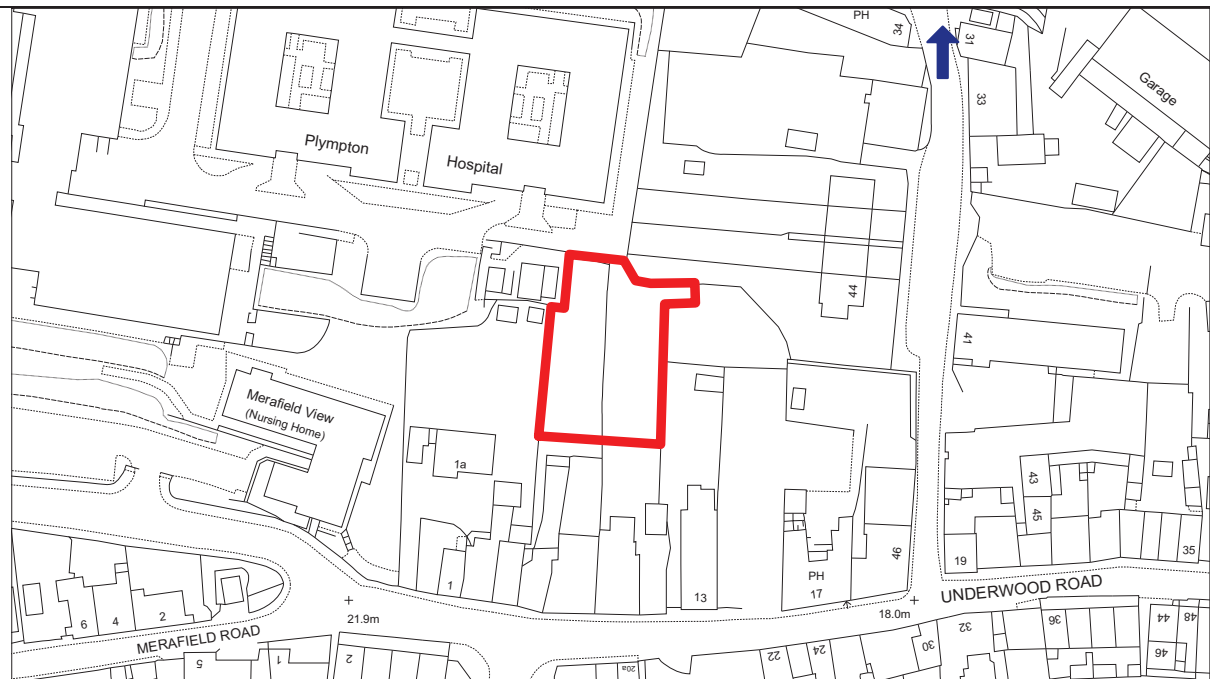 PH
34
31
33
Garage
Plympton
Hospital
44
41
Merafield View
(Nursing Home)
1a
43
45
1
13
PH
17
46
19
35
UNDERWOOD ROAD
21.9m
18.0m
6
4
2
MERAFIELD ROAD
5
1
2
20a
22
24
30
32
36
44
48
46